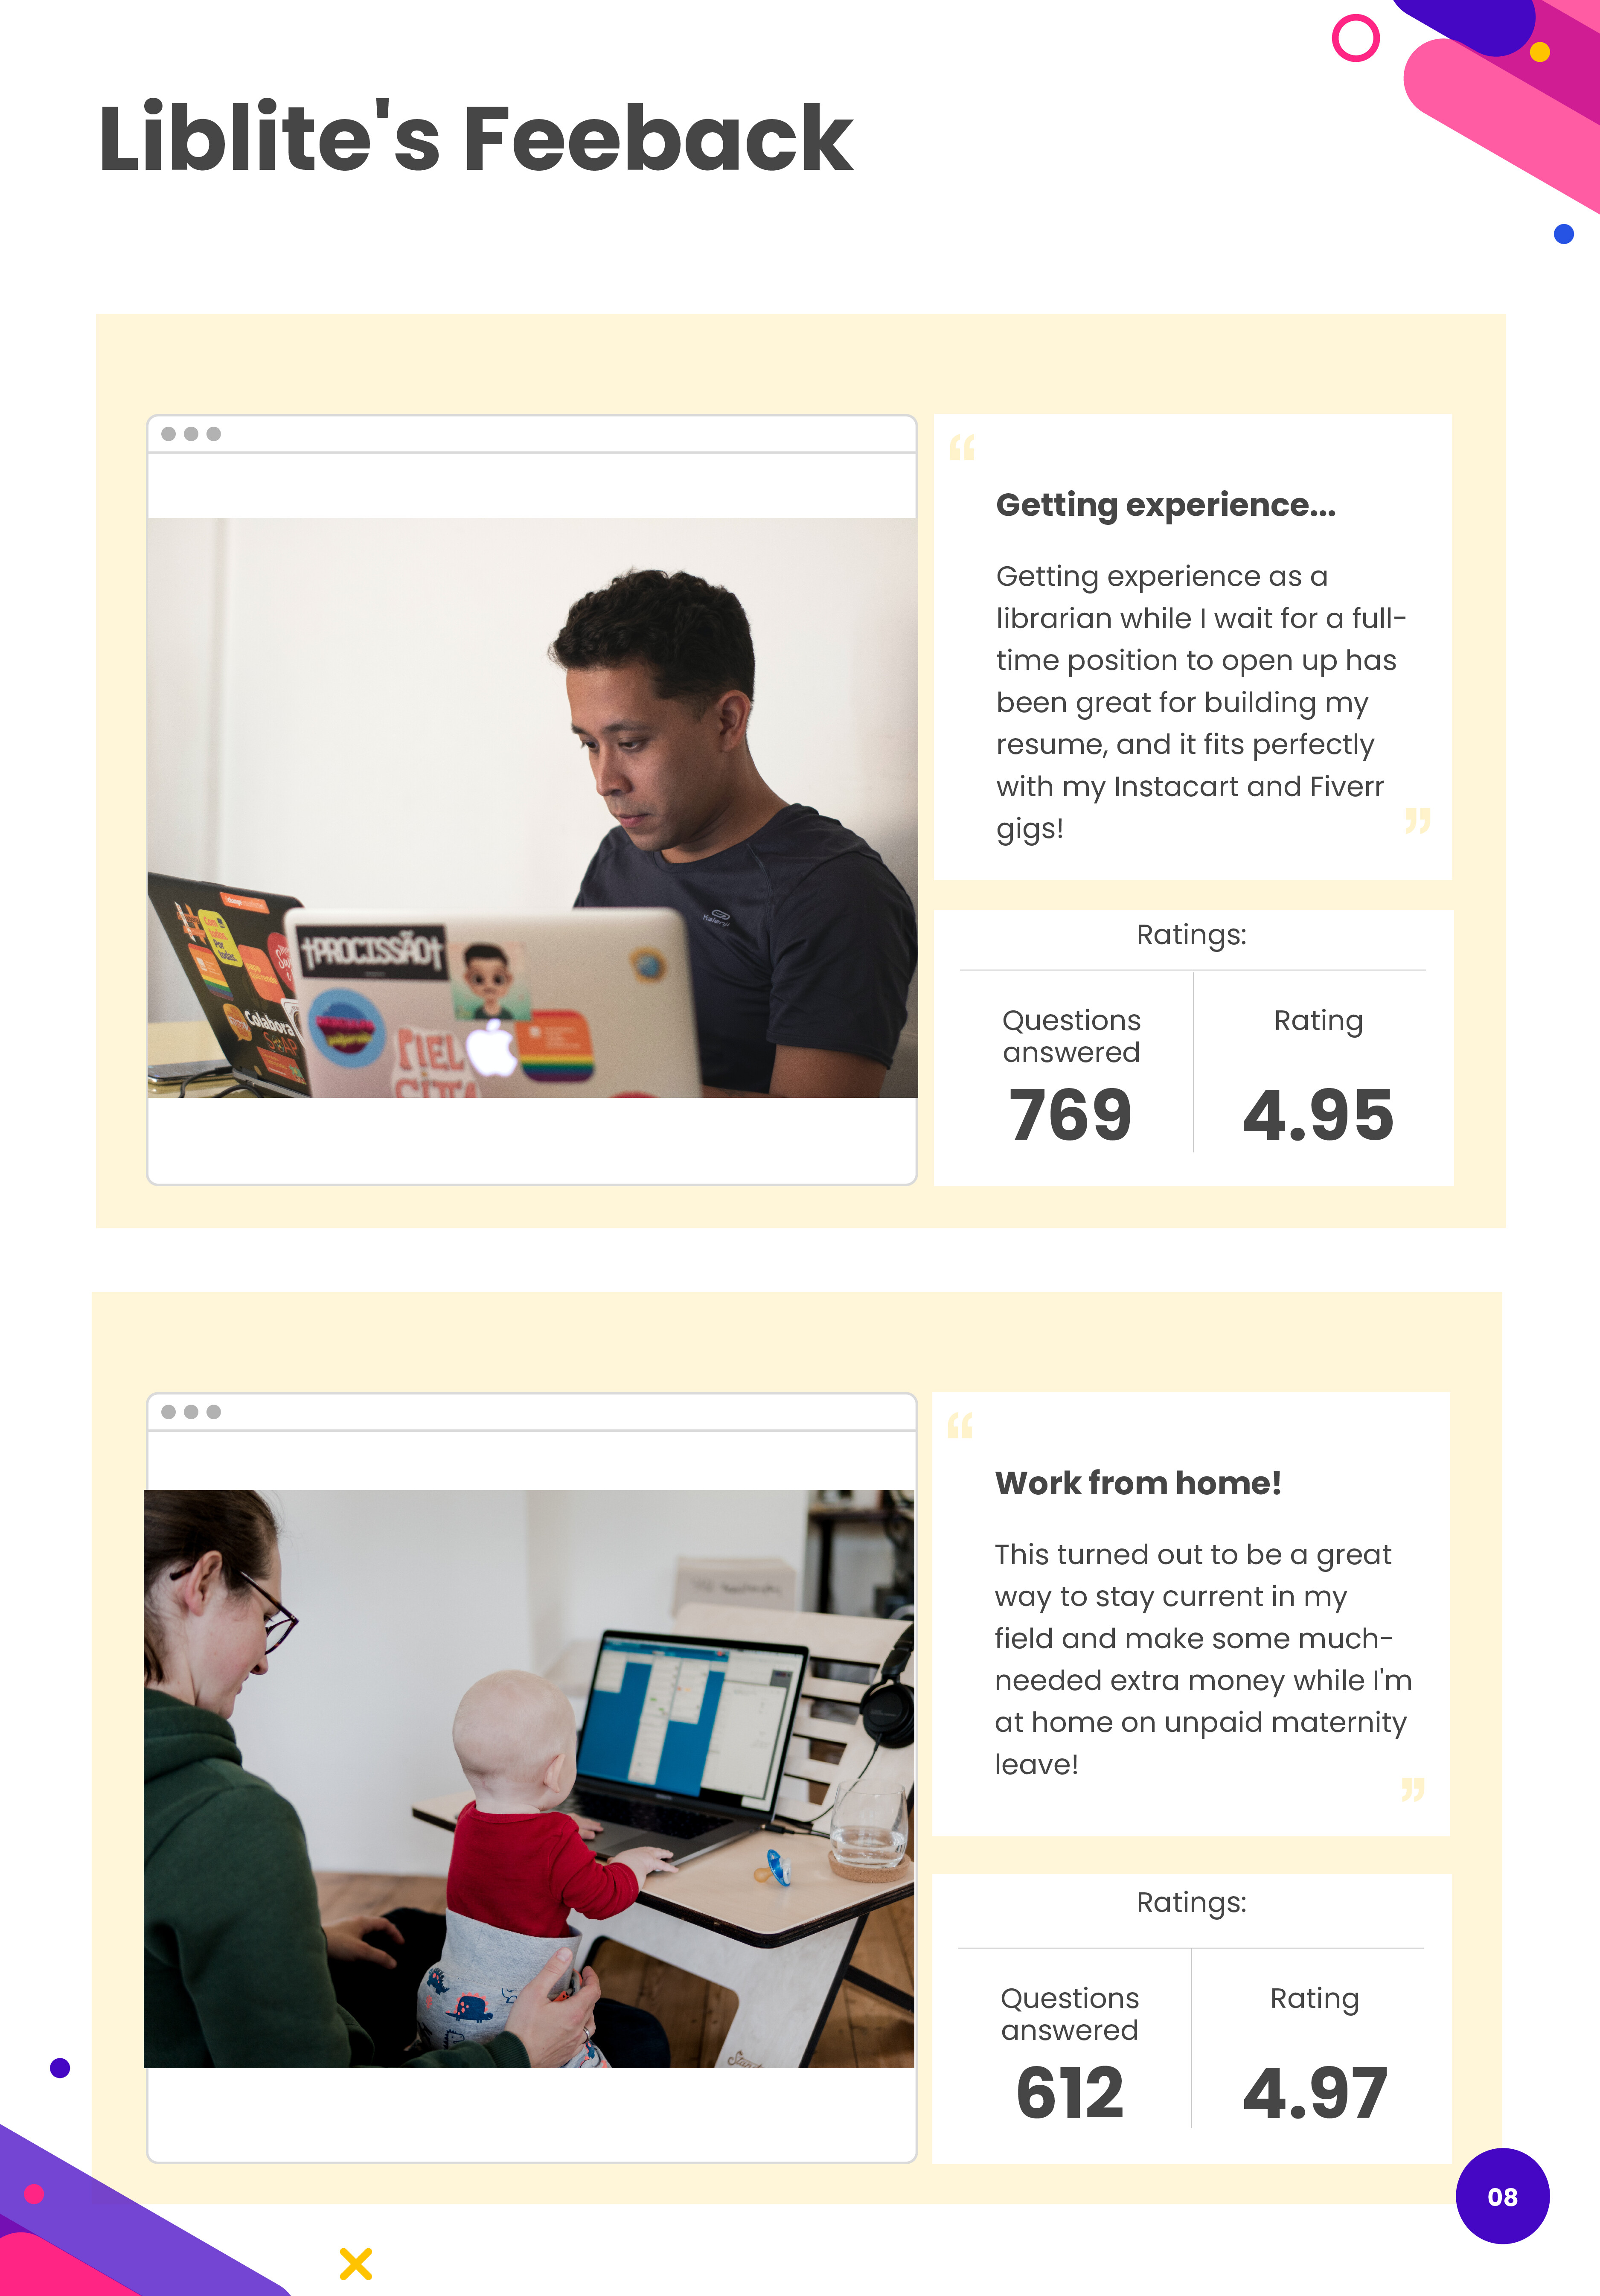 Liblite's Feeback
Getting experience...
Getting experience as a
librarian while I wait for a full-
time position to open up has
been great for building my
resume, and it fits perfectly
with my Instacart and Fiverr
gigs!
†PROCISSÃO†
Colabora
PIEL
Ratings:
Questions
answered
769
Rating
4.95
Work from home!
This turned out to be a great
way to stay current in my
field and make some much-
needed extra money while I'm
at home on unpaid maternity
leave!
Ratings:
Questions
answered
612
Rating
4.97
08